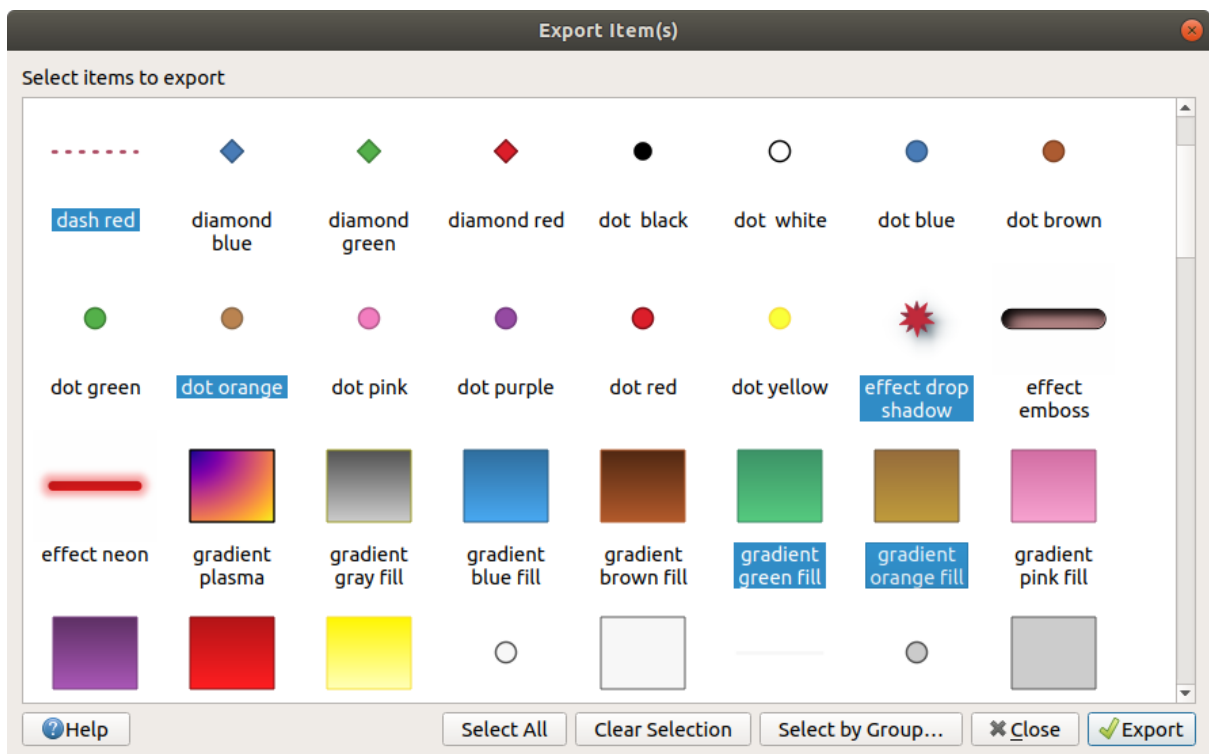 Export Item(s)
Select items to export
dash red
diamond blue
diamond green
diamond red
dot  black
dot  white
dot blue
dot brown
dot green
dot orange
dot pink
dot purple
dot red
dot yellow
effect drop shadow
effect emboss
effect neon
gradient plasma
gradient gray fill
gradient blue fill
gradient brown fill
gradient green fill
gradient orange fill
gradient pink fill
Help
Select All
Clear Selection
Select by Group...
Close
Export